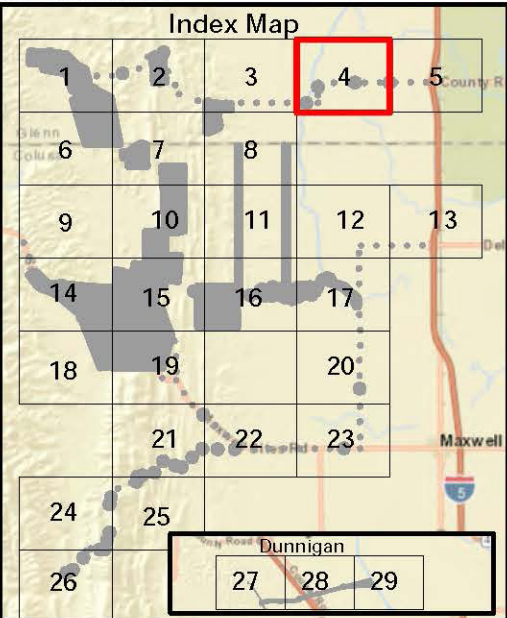 Index Map
1 2 3 4 5 County R
Glenn
Colusa
6 7 8
9 10 11 12 13 Del
14 15 16 17
18 19 20
21 22 Sites Rd 23 Maxwell
5
24 25
Dunnigan
26 27 28 29